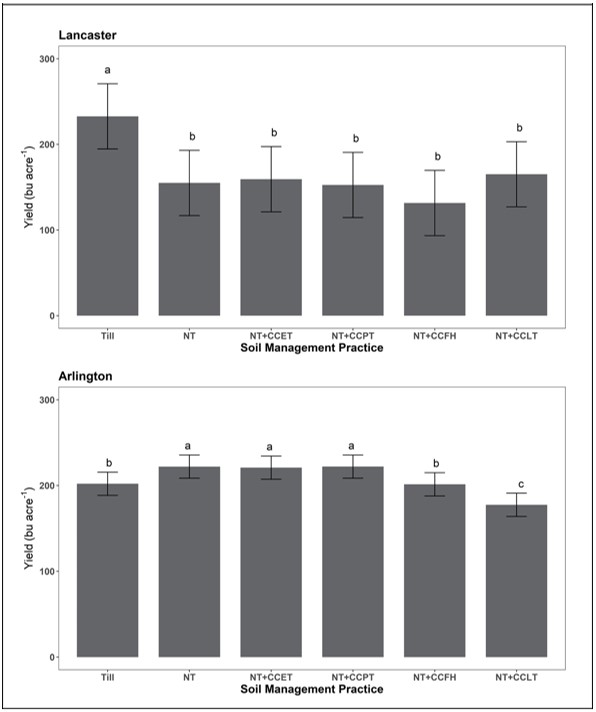 Lancaster
300
200
100
0
Yield (bu acre⁻¹)
a
b
b
b
b
b
Till NT NT+CCET NT+CCPT NT+CCFH NT+CCLT
Soil Management Practice
Arlington
300
200
100
0
Yield (bu acre⁻¹)
b
a
a
a
b
c
Till NT NT+CCET NT+CCPT NT+CCFH NT+CCLT
Soil Management Practice